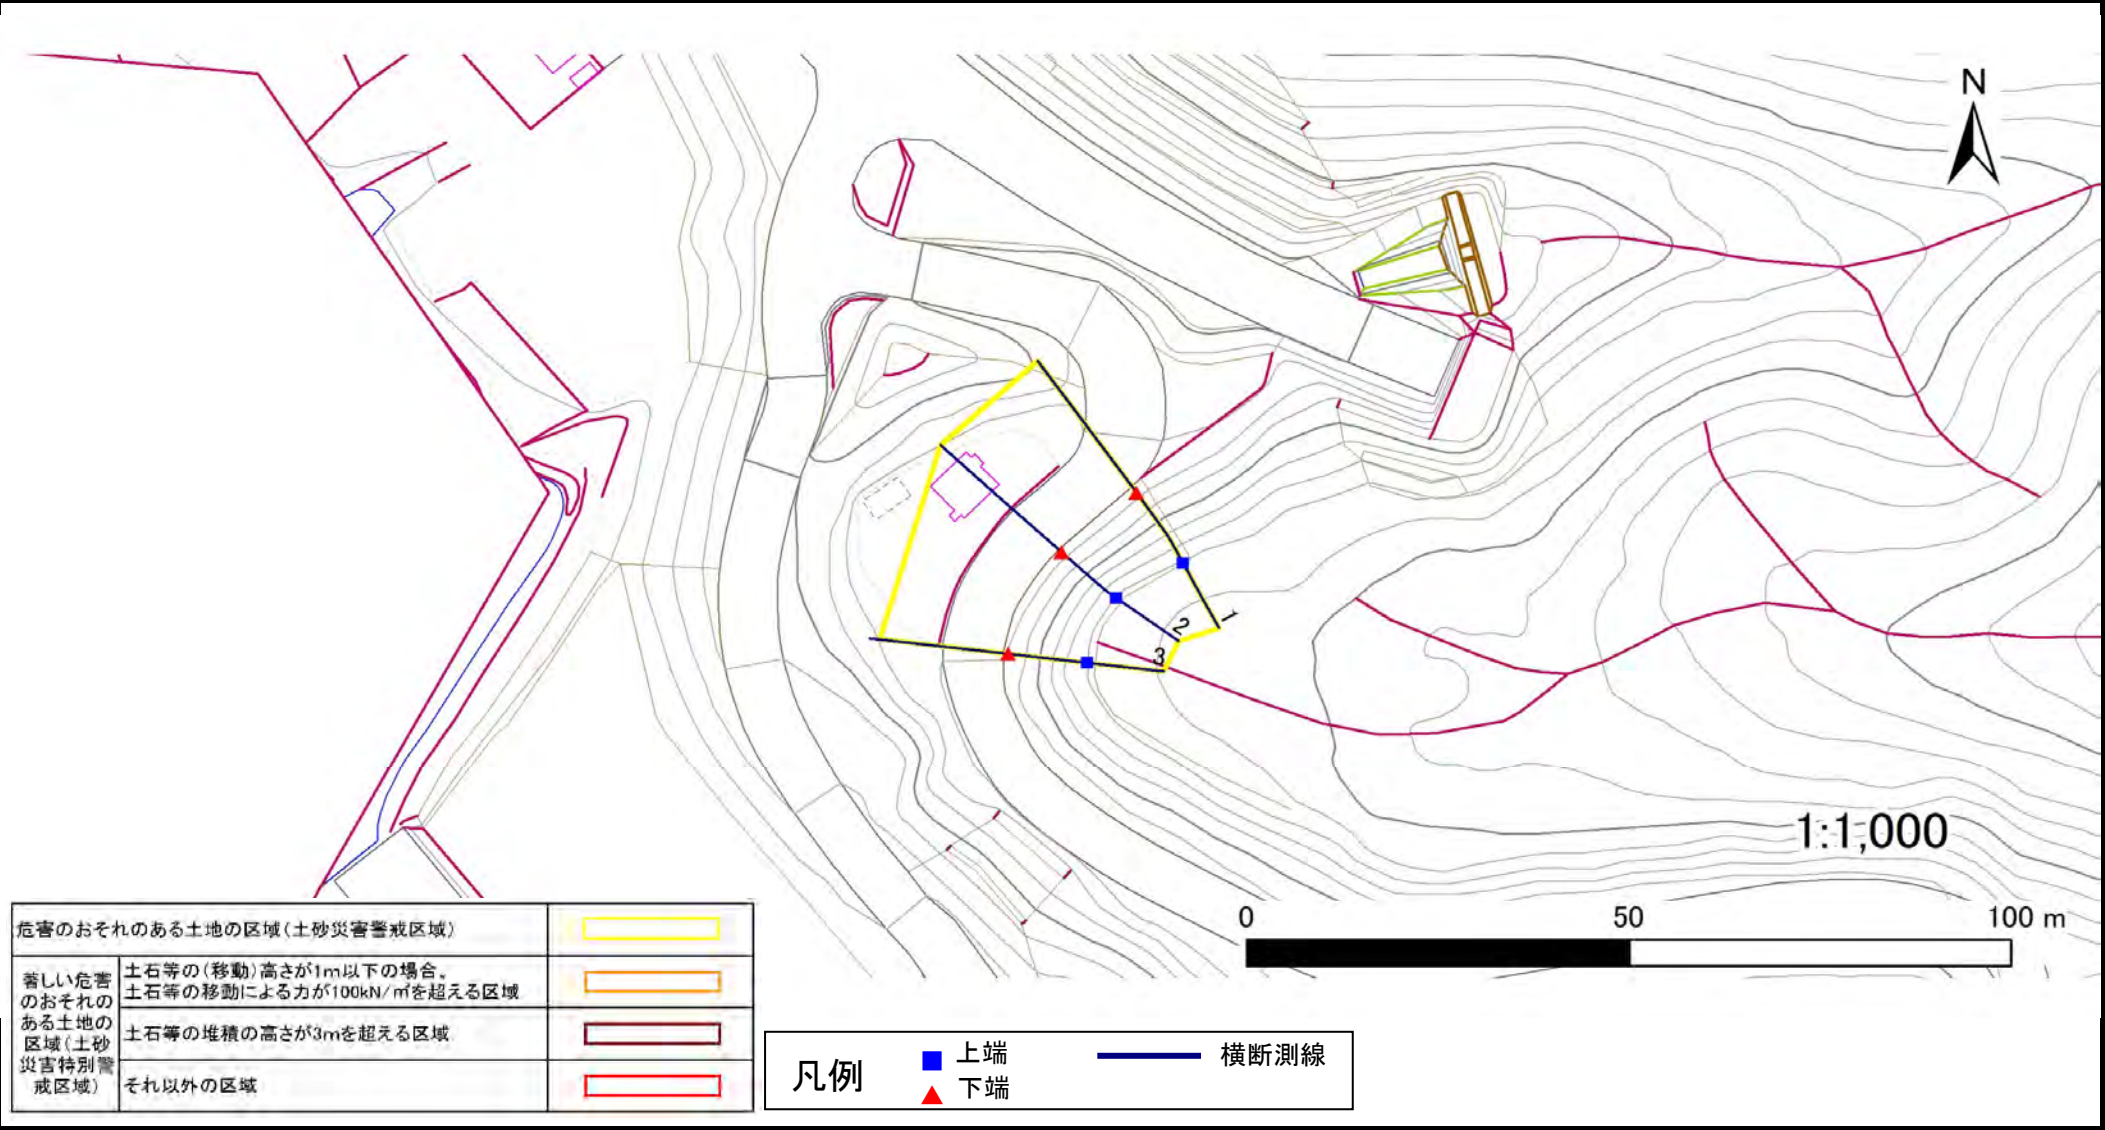 N
1
2
3
1:1,000
0 50 100 m
危害のおそれのある土地の区域(土砂災害警戒区域)
著しい危害
のおそれの
ある土地の
区域(土砂
災害特別警
戒区域)
土石等の(移動)高さが1m以下の場合、
土石等の移動による力が100kN/㎡を超える区域
土石等の堆積の高さが3mを超える区域
それ以外の区域
凡例
上端
下端
横断測線